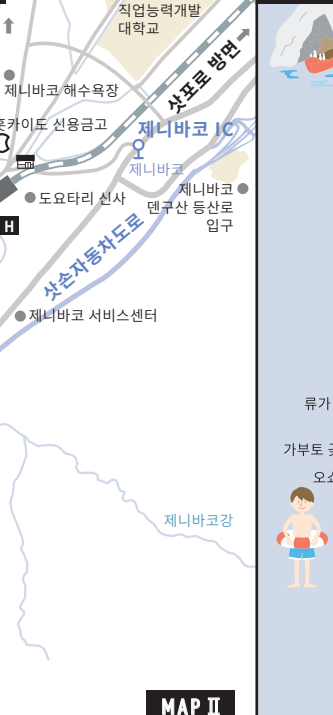 직업능력개발
대학교
삿포로 방면
제니바코 해수욕장
홋카이도 신용금고
제니바코 IC
제니바코
제니바코
덴구산 등산로
입구
도요타리 신사
H
삿손자동차도로
제니바코 서비스센터
류가
가부토
오쇼
제니바코강
MAP Ⅱ